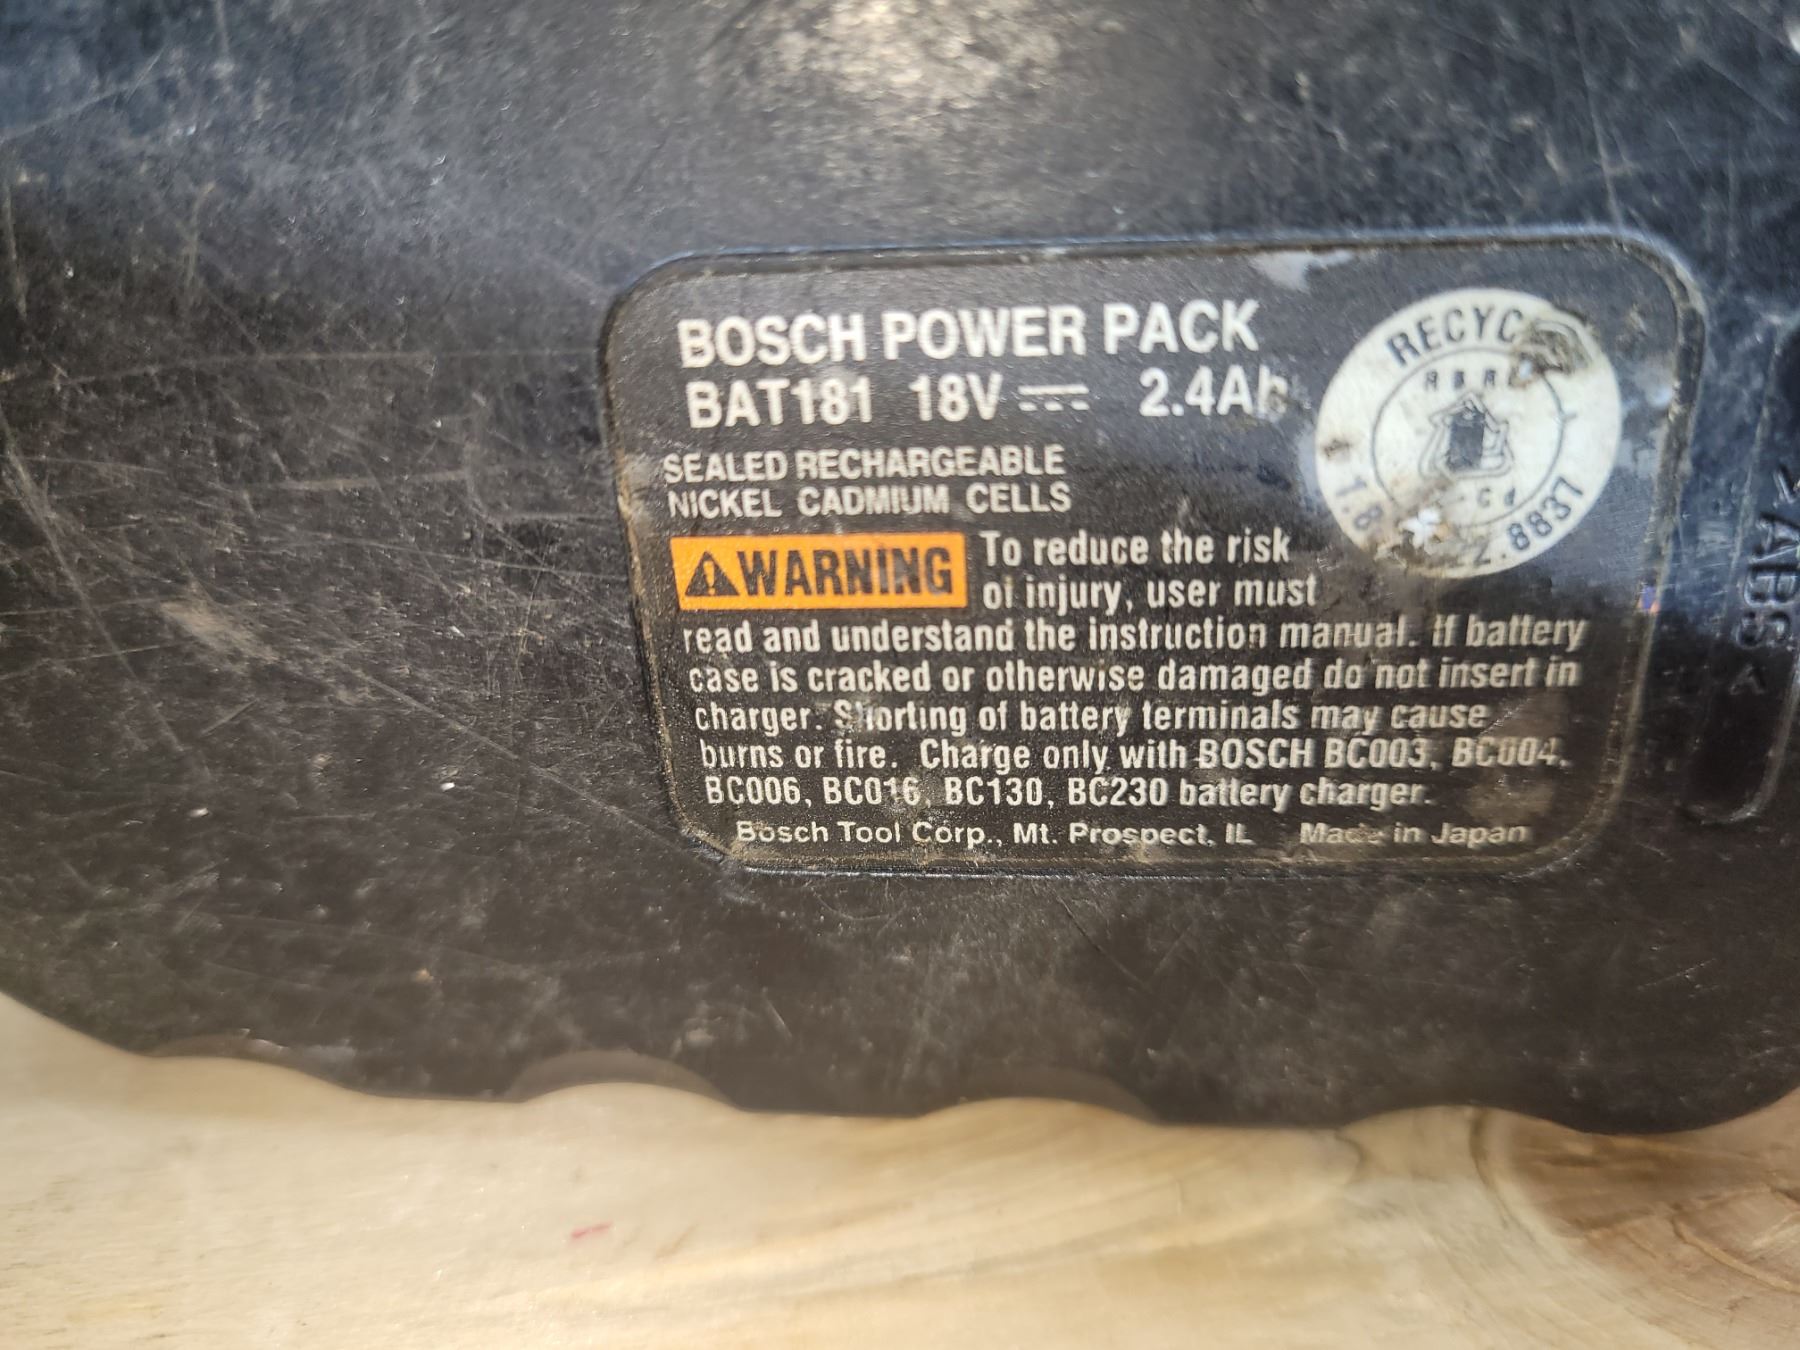 BOSCH POWER PACK
BAT181 18V 2.4Ah
SEALED RECHARGEABLE
NICKEL CADMIUM CELLS
WARNING To reduce the risk
of injury, user must
read and understand the instruction manual. If battery
case is cracked or otherwise damaged do not insert in
charger. Shorting of battery terminals may cause
burns or fire. Charge only with BOSCH BC003, BC004,
BC006, BC016, BC130, BC230 battery charger.
Bosch Tool Corp., Mt. Prospect, IL Made in Japan
>ABS<